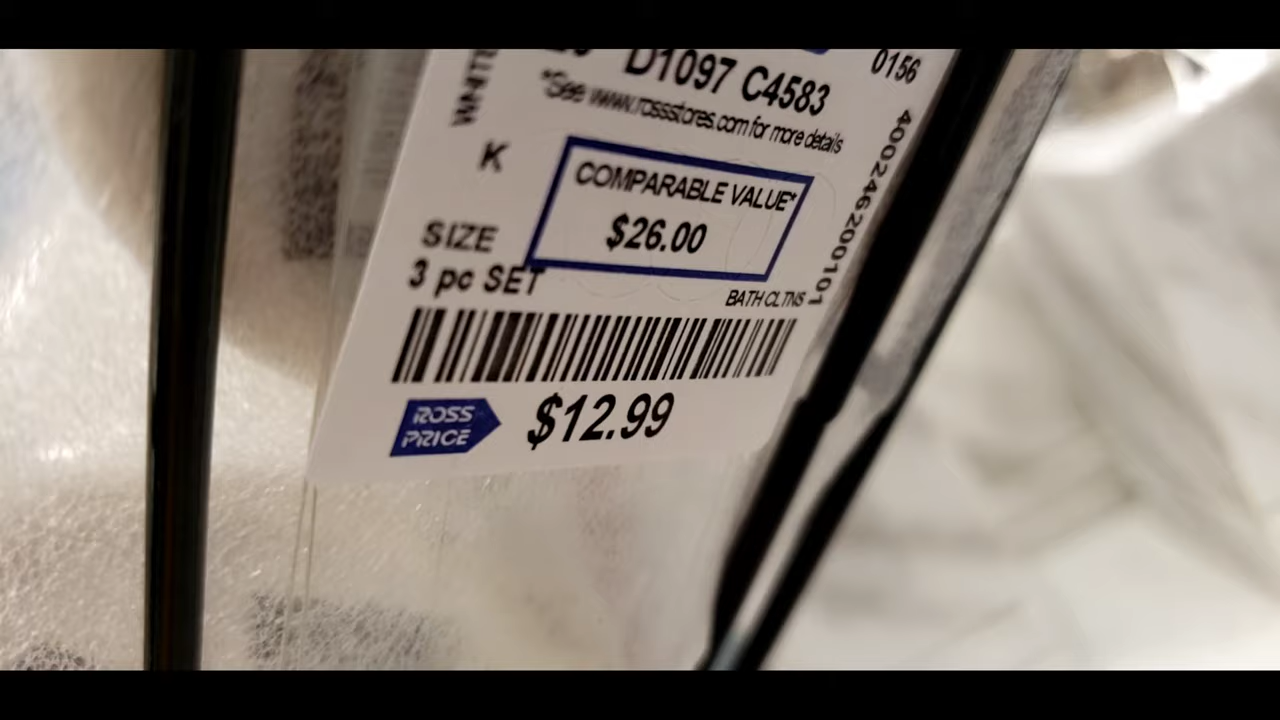 D1097 C4583
0156
*See www.rossstores.com for more details
K
COMPARABLE VALUE*
$26.00
400246200101
SIZE
3 pc SET
BATH CLTNS
ROSS
PRICE
$12.99